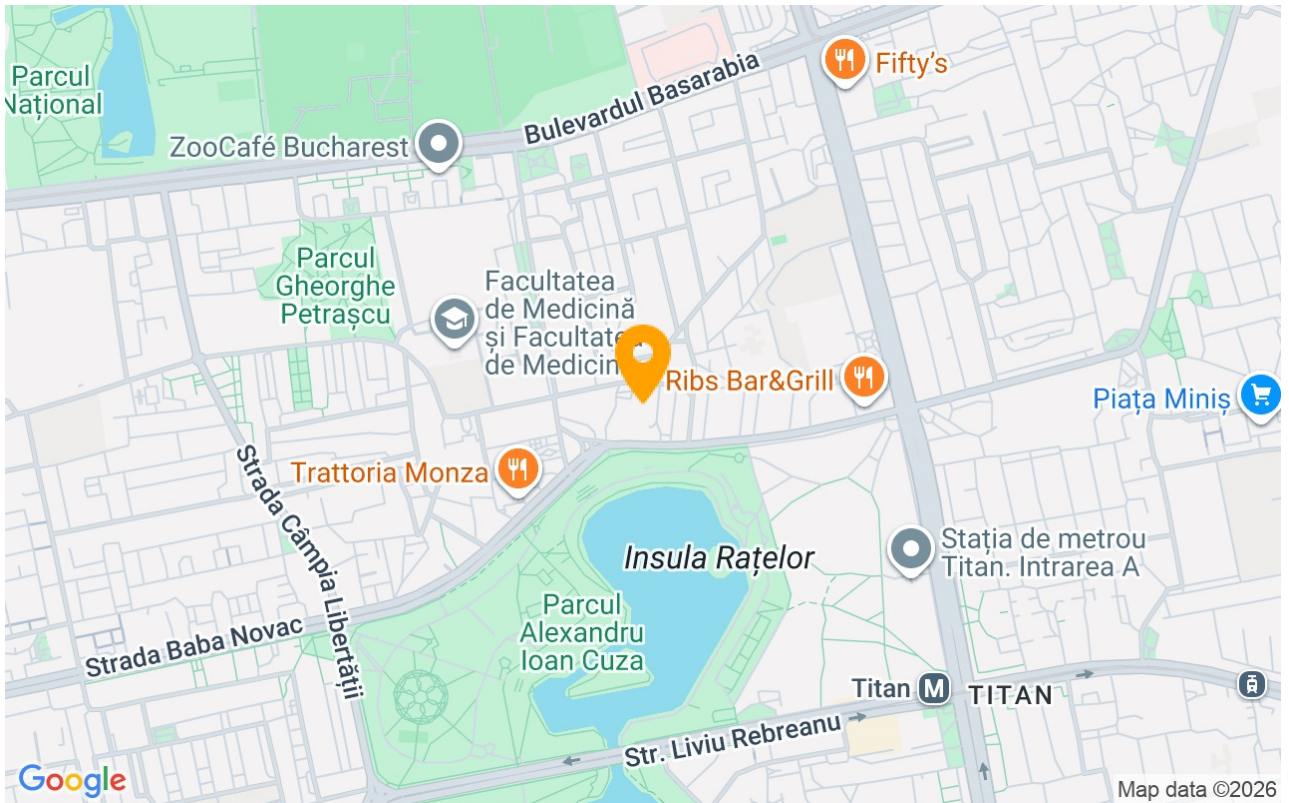 Fifty's
Bulevardul Basarabia
Parcul
Național
ZooCafé Bucharest
Parcul
Gheorghe
Petrașcu
Facultatea
de Medicină
și Facultatea
de Medicin
Ribs Bar&Grill
Piața Miniș
Trattoria Monza
Strada Câmpia Libertății
Insula Rațelor
Stația de metrou
Titan. Intrarea A
Parcul
Alexandru
Ioan Cuza
Strada Baba Novac
Titan
M
TITAN
Str. Liviu Rebreanu
Google
Map data ©2026